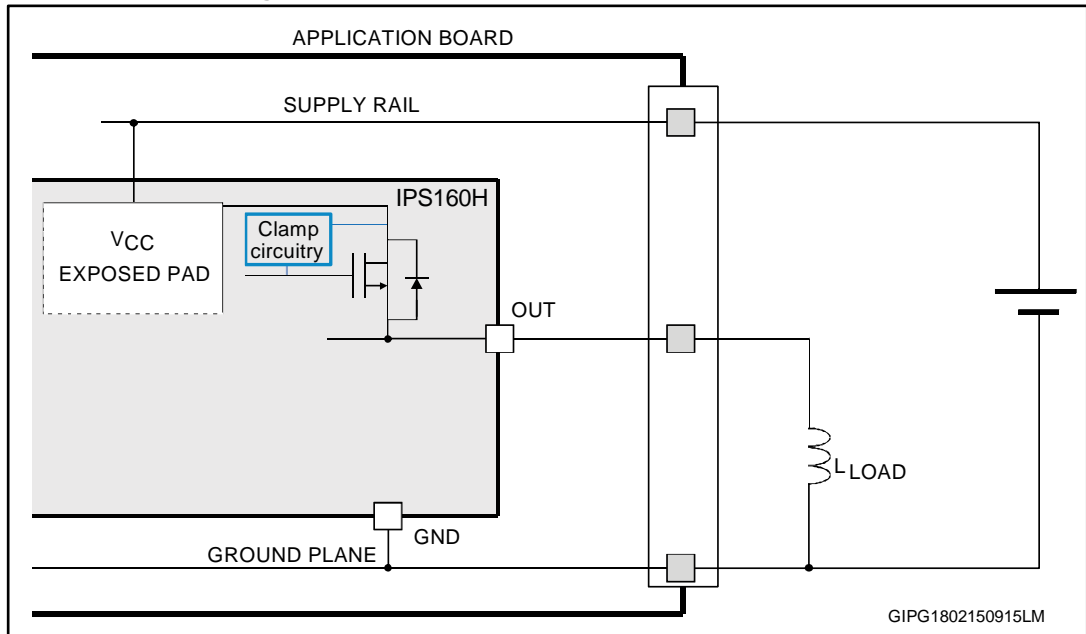 APPLICATION BOARD
SUPPLY RAIL
IPS160H
Clamp
circuitry
VCC
EXPOSED PAD
OUT
LLOAD
GND
GROUND PLANE
GIPG1802150915LM